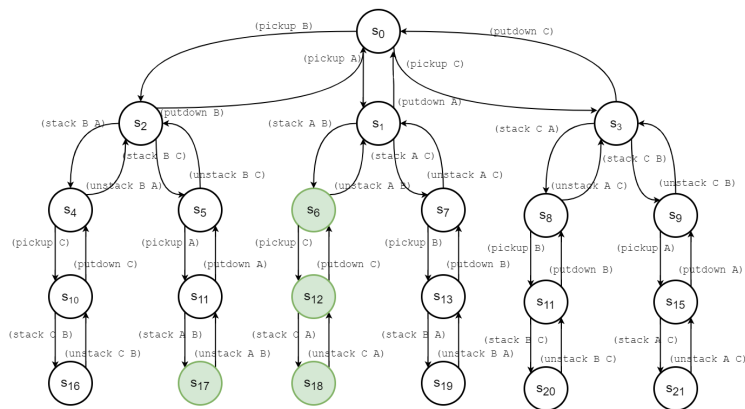 (pickup B)
s0
(putdown C)
(pickup A)
(pickup C)
(putdown A)
(putdown B)
s2
s1
s3
(stack B A)
(stack A B)
(stack C A)
(stack B C)
(stack A C)
(stack C B)
(unstack B A)
(unstack B C)
(unstack A B)
(unstack A C)
(unstack A C)
(unstack C B)
s4
s5
s6
s7
s8
s9
(pickup C)
(pickup A)
(pickup C)
(pickup B)
(pickup B)
(pickup A)
(putdown C)
(putdown A)
(putdown C)
(putdown B)
(putdown B)
(putdown A)
s10
s11
s12
s13
s11
s15
(stack C B)
(stack A B)
(stack C A)
(stack B A)
(stack B C)
(stack A C)
(unstack C B)
(unstack A B)
(unstack C A)
(unstack B A)
(unstack B C)
(unstack A C)
s16
s17
s18
s19
s20
s21